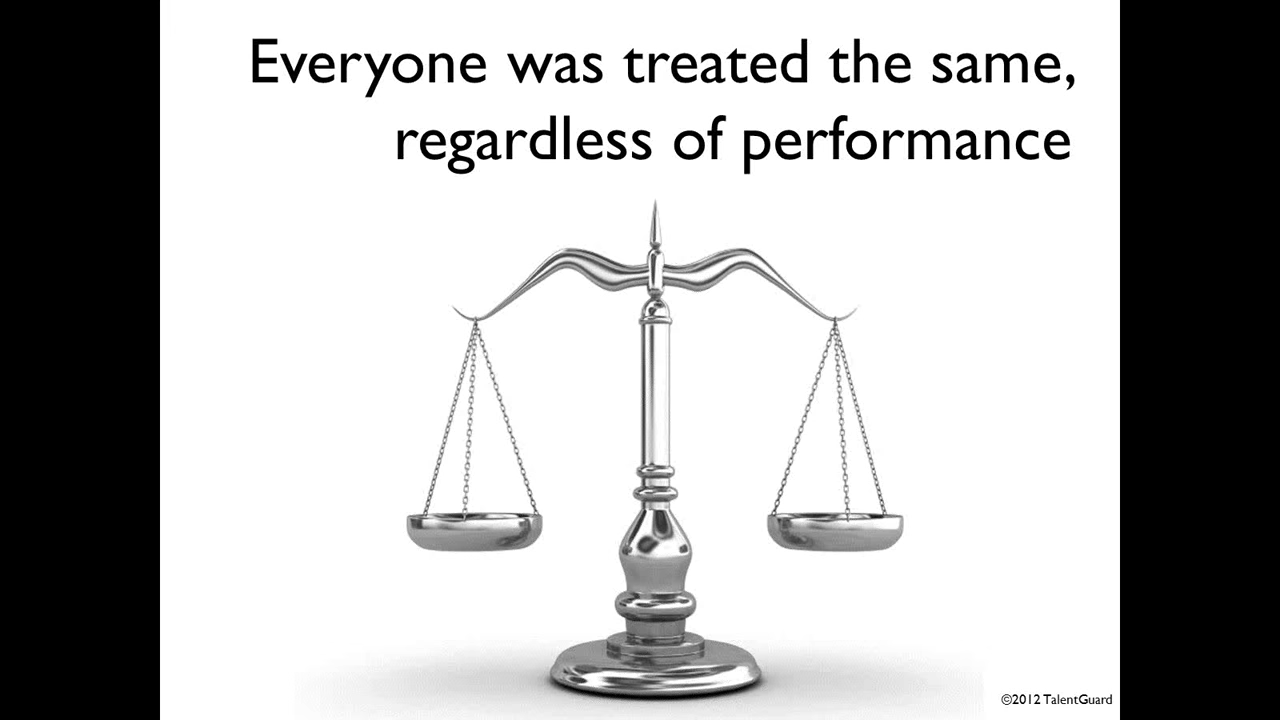 Everyone was treated the same,
regardless of performance
©2012 TalentGuard